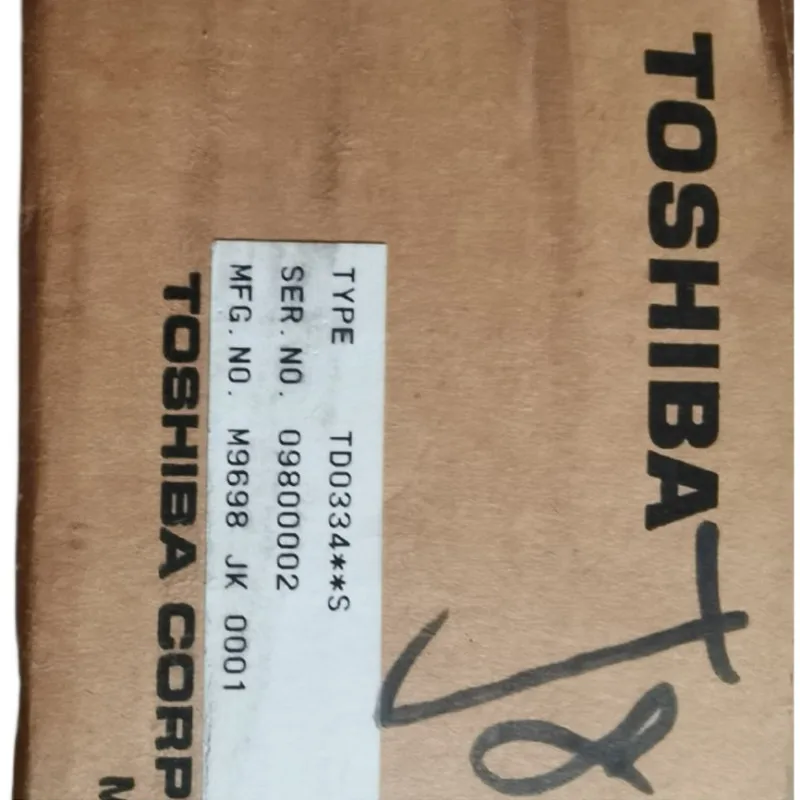 TOSHIBA
TYPE TD0334**S
SER.NO. 09800002
MFG.NO. M9698 JK 0001
TOSHIBA CORP
M